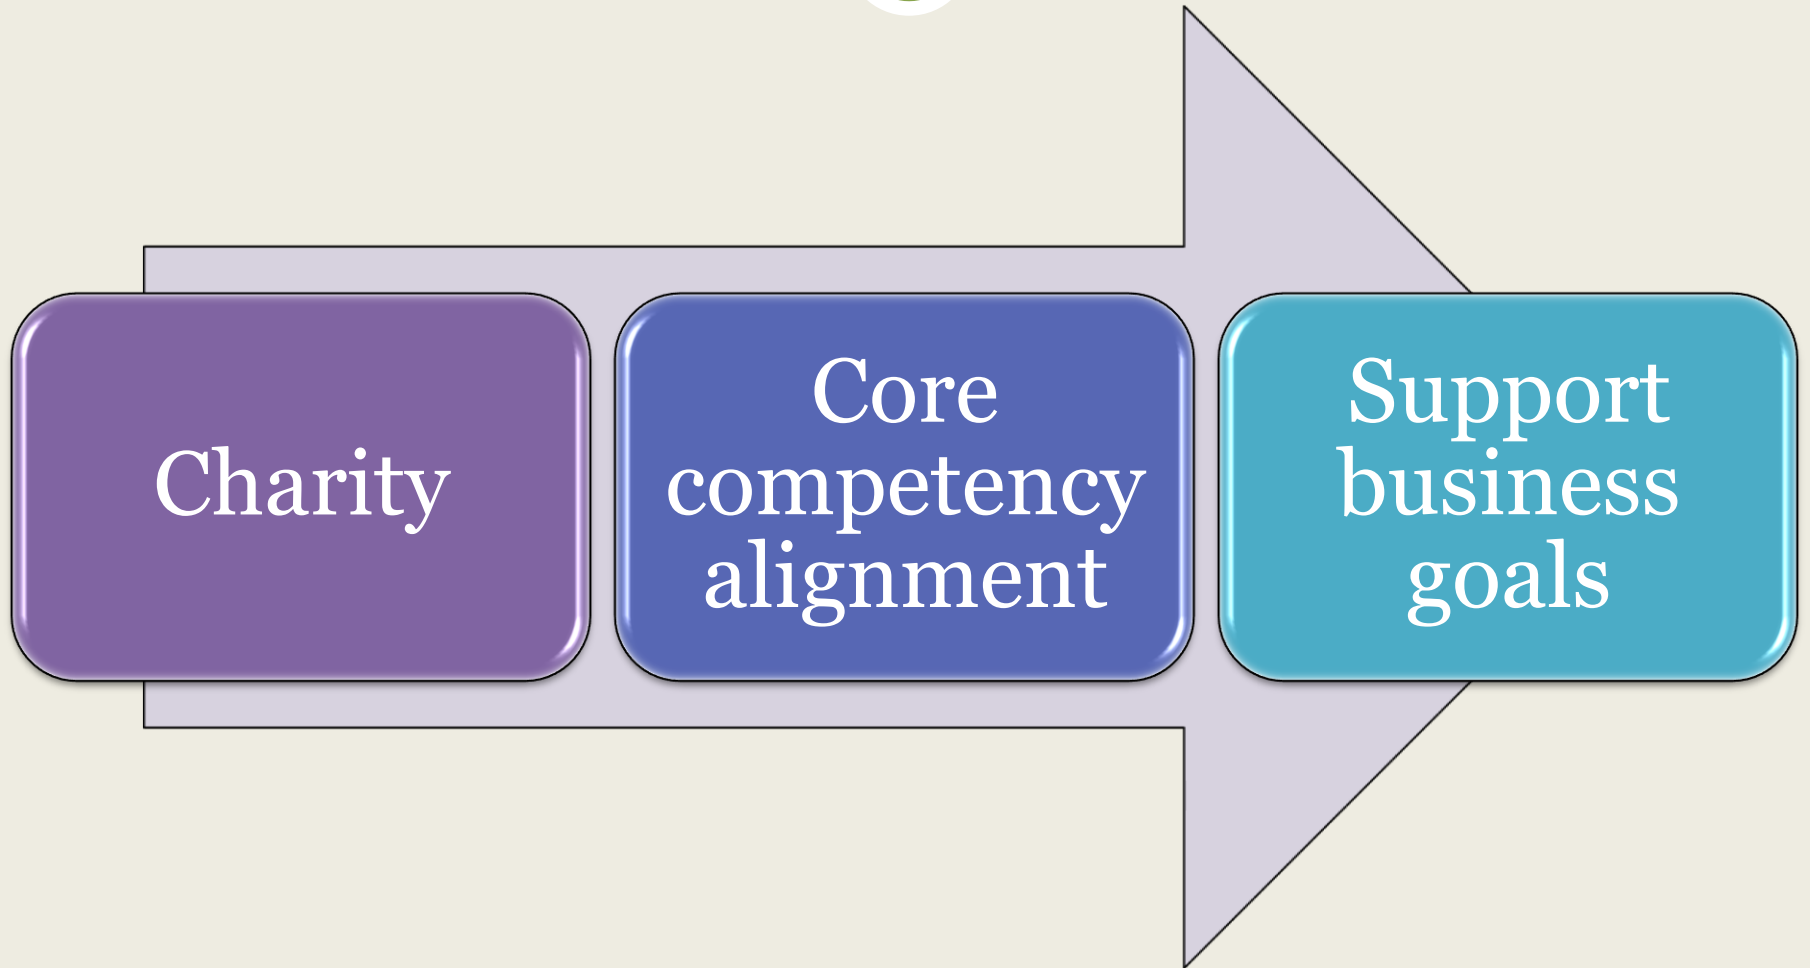 Charity
Core
competency
alignment
Support
business
goals